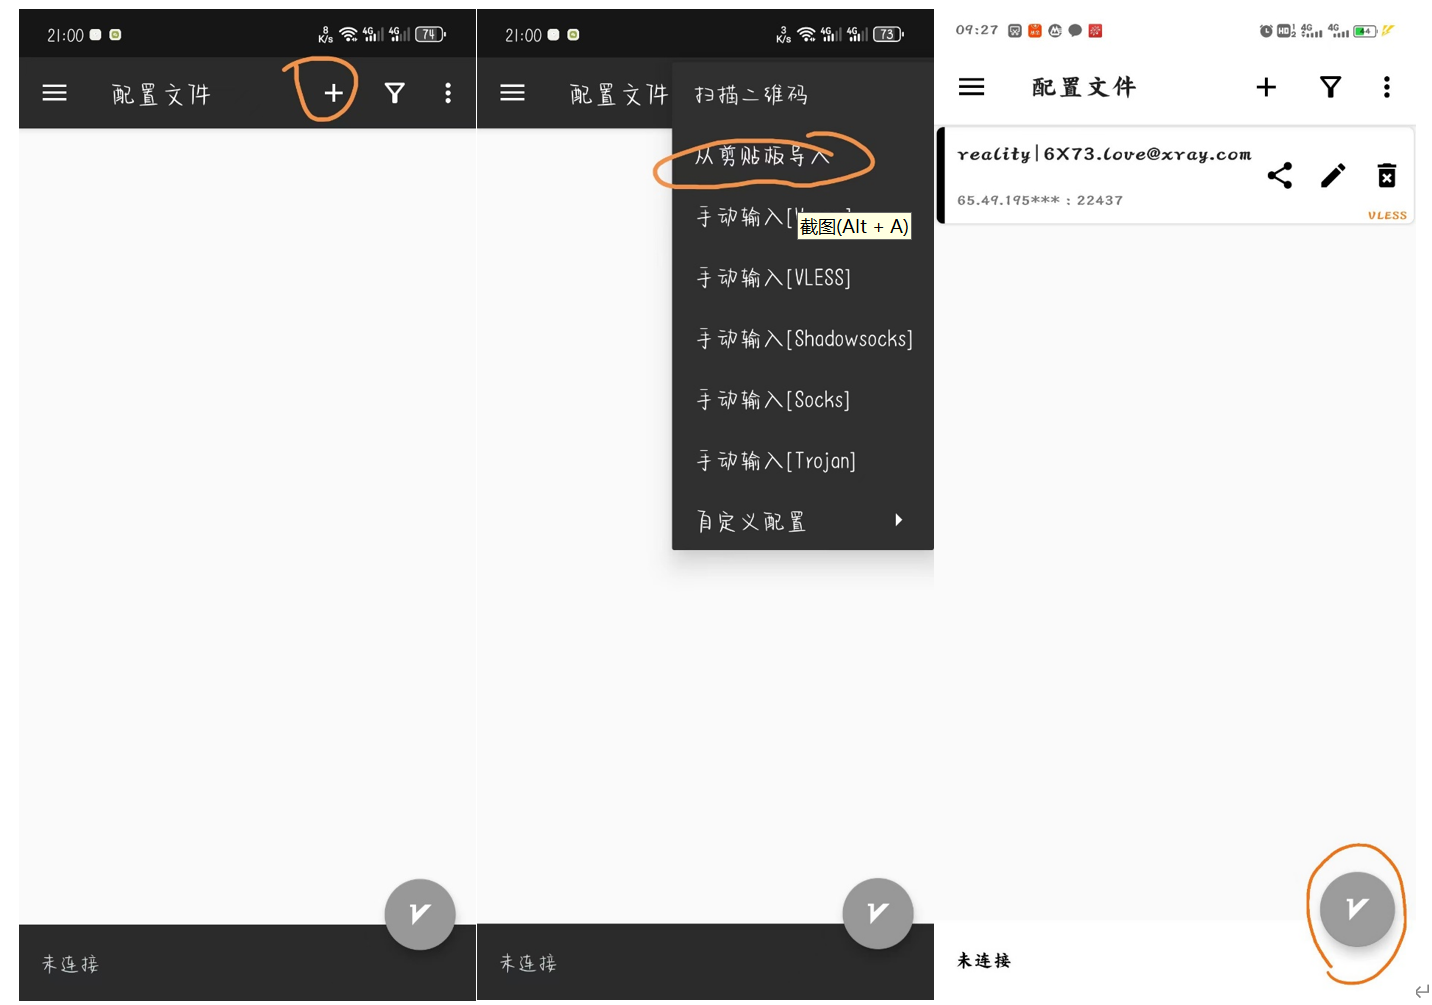 21:00
8
K/s
4G
4G
74
配置文件
未连接
21:00
3
K/s
4G
4G
73
配置文件
扫描二维码
从剪贴板导入
手动输入[
截图(Alt + A)
手动输入[VLESS]
手动输入[Shadowsocks]
手动输入[Socks]
手动输入[Trojan]
自定义配置
未连接
09:27
HD
1
2
4G
4G
44
配置文件
reality|6X73.love@xray.com
65.49.195*** : 22437
VLESS
未连接